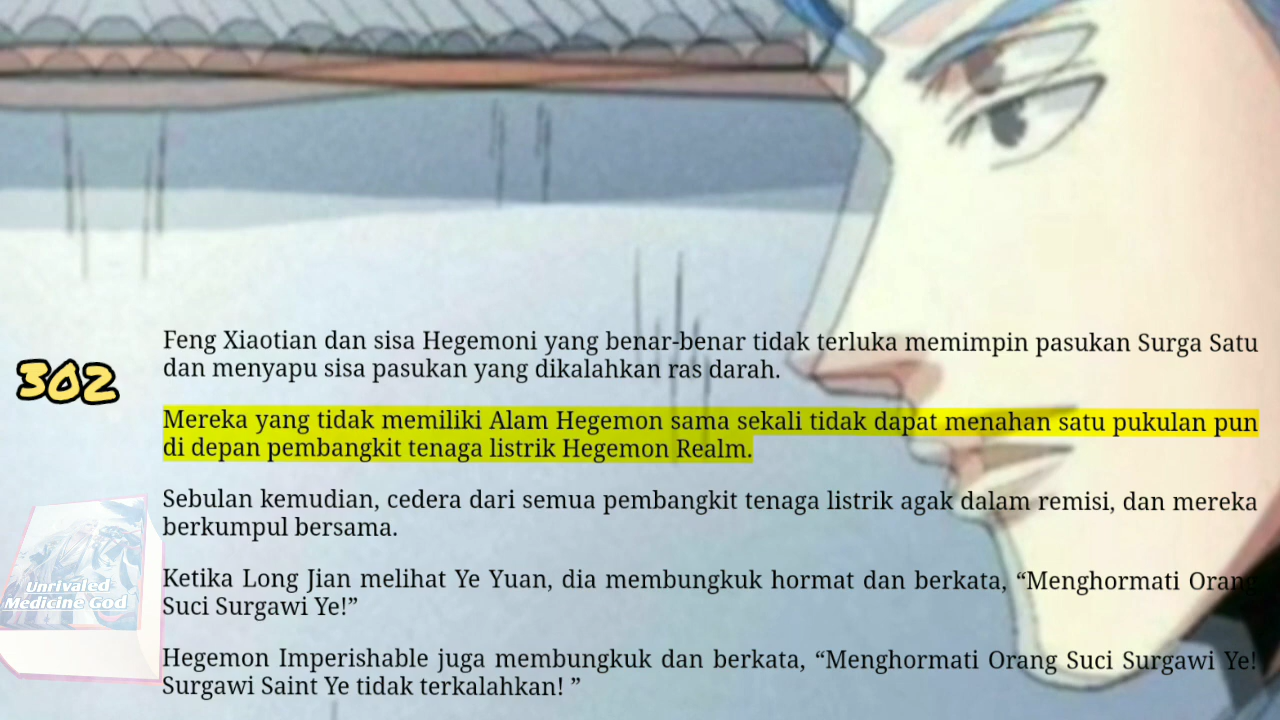 Feng Xiaotian dan sisa Hegemoni yang benar-benar tidak terluka memimpin pasukan Surga Satu
dan menyapu sisa pasukan yang dikalahkan ras darah.
302
Mereka yang tidak memiliki Alam Hegemon sama sekali tidak dapat menahan satu pukulan pun
di depan pembangkit tenaga listrik Hegemon Realm.
Sebulan kemudian, cedera dari semua pembangkit tenaga listrik agak dalam remisi, dan mereka
berkumpul bersama.
Unrivaled
Medicine God
Ketika Long Jian melihat Ye Yuan, dia membungkuk hormat dan berkata, “Menghormati Orang
Suci Surgawi Ye!”
Hegemon Imperishable juga membungkuk dan berkata, “Menghormati Orang Suci Surgawi Ye!
Surgawi Saint Ye tidak terkalahkan! ”